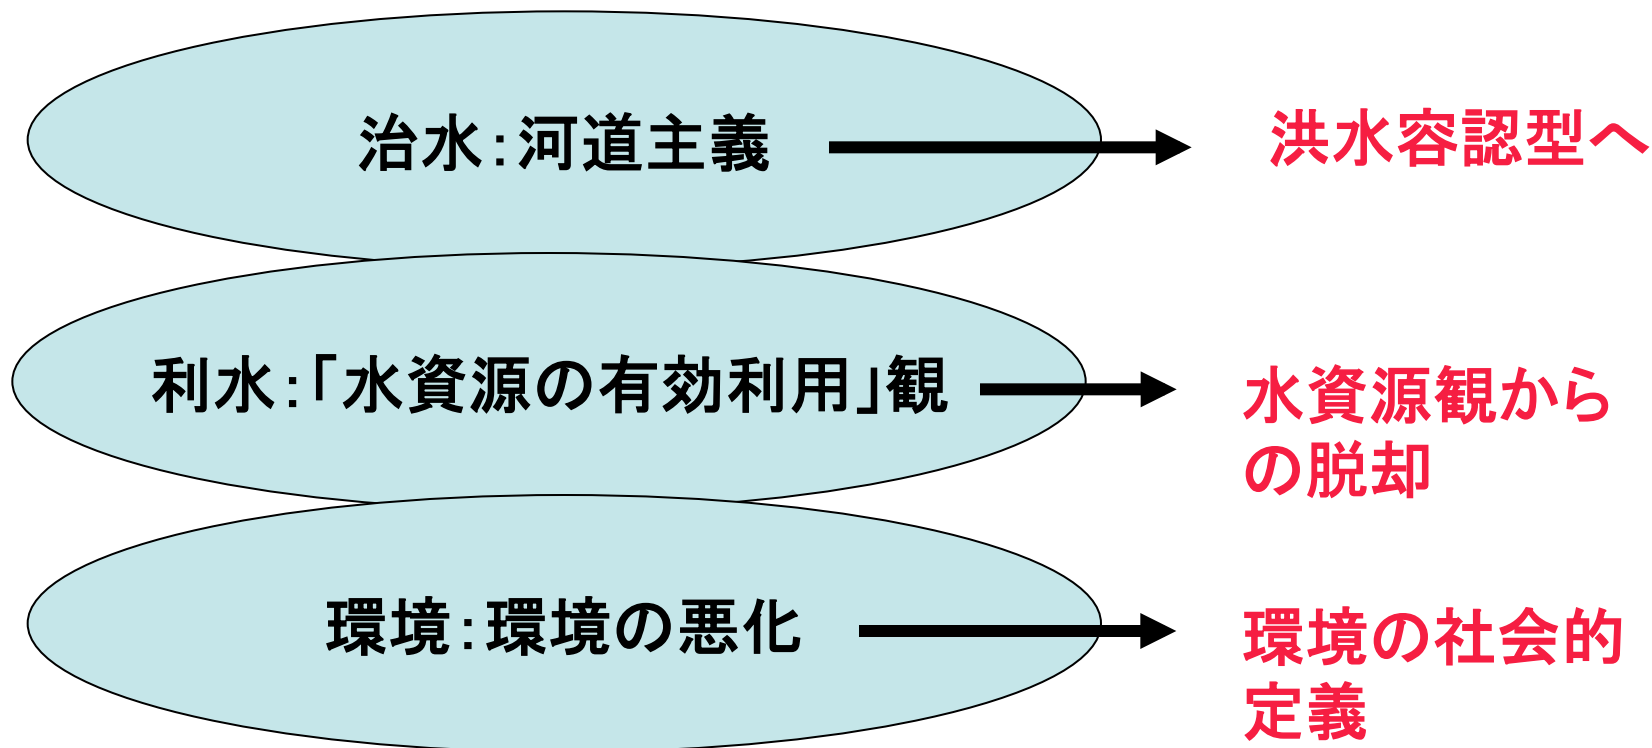 治水：河道主義
洪水容認型へ
利水：「水資源の有効利用」観
水資源観から
の脱却
環境：環境の悪化
環境の社会的
定義